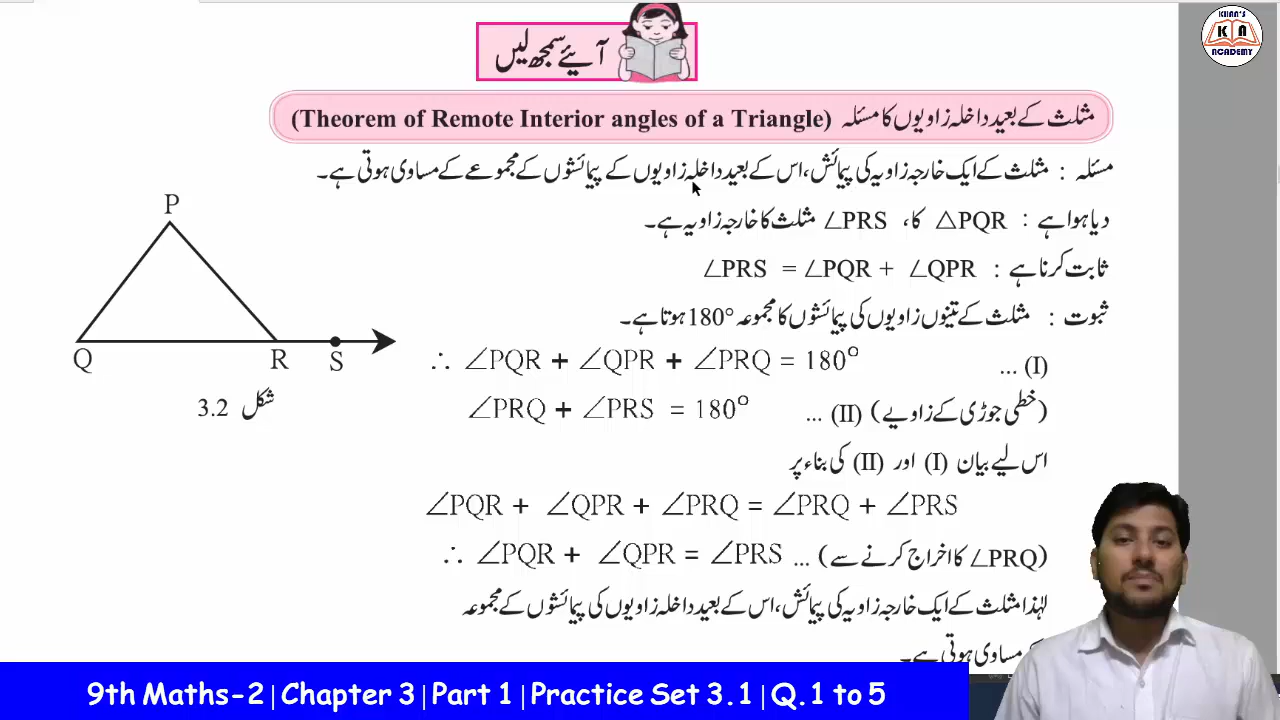 KHAN'S
K A
ACADEMY
آیئے سمجھ لیں
مثلث کے بعید داخلہ زاویوں کا مسئلہ (Theorem of Remote Interior angles of a Triangle)
مسئلہ : مثلث کے ایک خارجہ زاویہ کی پیمائش، اس کے بعید داخلہ زاویوں کے پیمائشوں کے مجموعے کے مساوی ہوتی ہے۔
دیا ہوا ہے : △PQR کا، ∠PRS مثلث کا خارجہ زاویہ ہے۔
ثابت کرنا ہے : ∠PRS = ∠PQR + ∠QPR
ثبوت : مثلث کے تینوں زاویوں کی پیمائشوں کا مجموعہ 180° ہوتا ہے۔
∴ ∠PQR + ∠QPR + ∠PRQ = 180° ... (I)
∠PRQ + ∠PRS = 180° ... (II) (خطی جوڑی کے زاویے)
اس لیے بیان (I) اور (II) کی بناء پر
∠PQR + ∠QPR + ∠PRQ = ∠PRQ + ∠PRS
∴ ∠PQR + ∠QPR = ∠PRS ... (∠PRQ کا اخراج کرنے سے)
لہٰذا مثلث کے ایک خارجہ زاویہ کی پیمائش، اس کے بعید داخلہ زاویوں کی پیمائشوں کے مجموعہ
مساوی ہوتی ہے۔
P
Q
R
S
شکل 3.2
9th Maths-2|Chapter 3|Part 1|Practice Set 3.1|Q.1 to 5